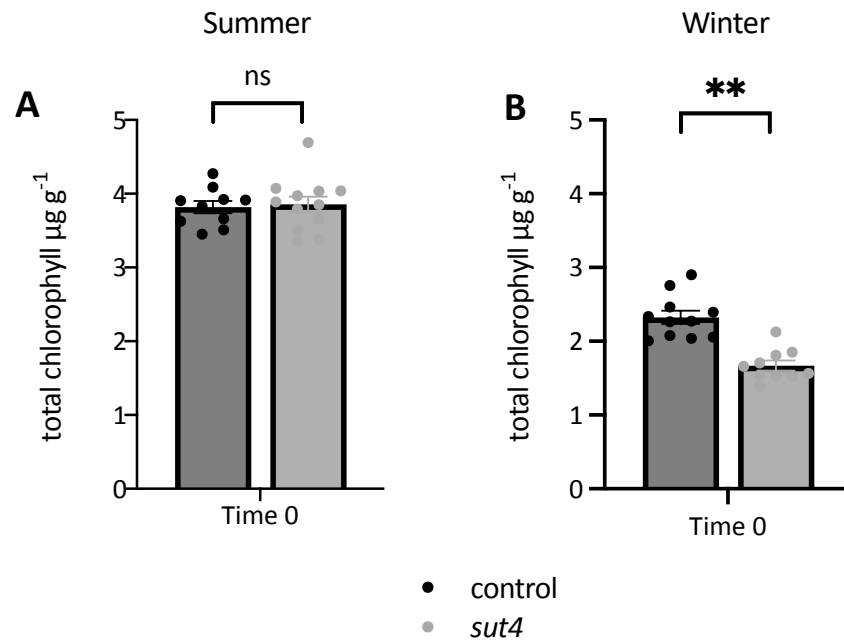 Summer
Winter
A
ns
B
**
5
4
3
2
1
0
total chlorophyll µg g-1
Time 0
5
4
3
2
1
0
total chlorophyll µg g-1
Time 0
control
sut4